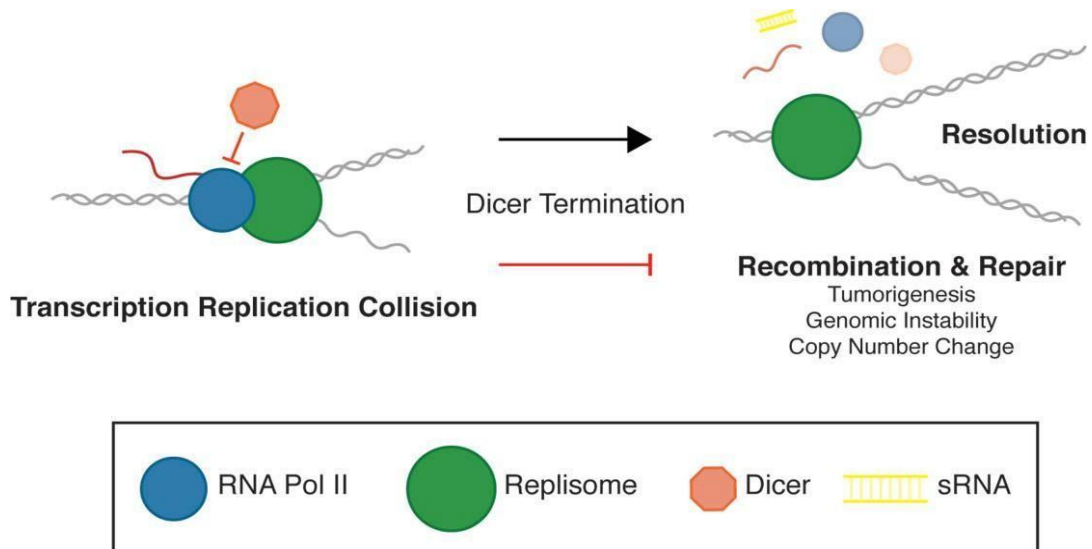 Resolution
Dicer Termination
Recombination & Repair
Transcription Replication Collision
Tumorigenesis
Genomic Instability
Copy Number Change
RNA Pol II
Replisome
Dicer
sRNA